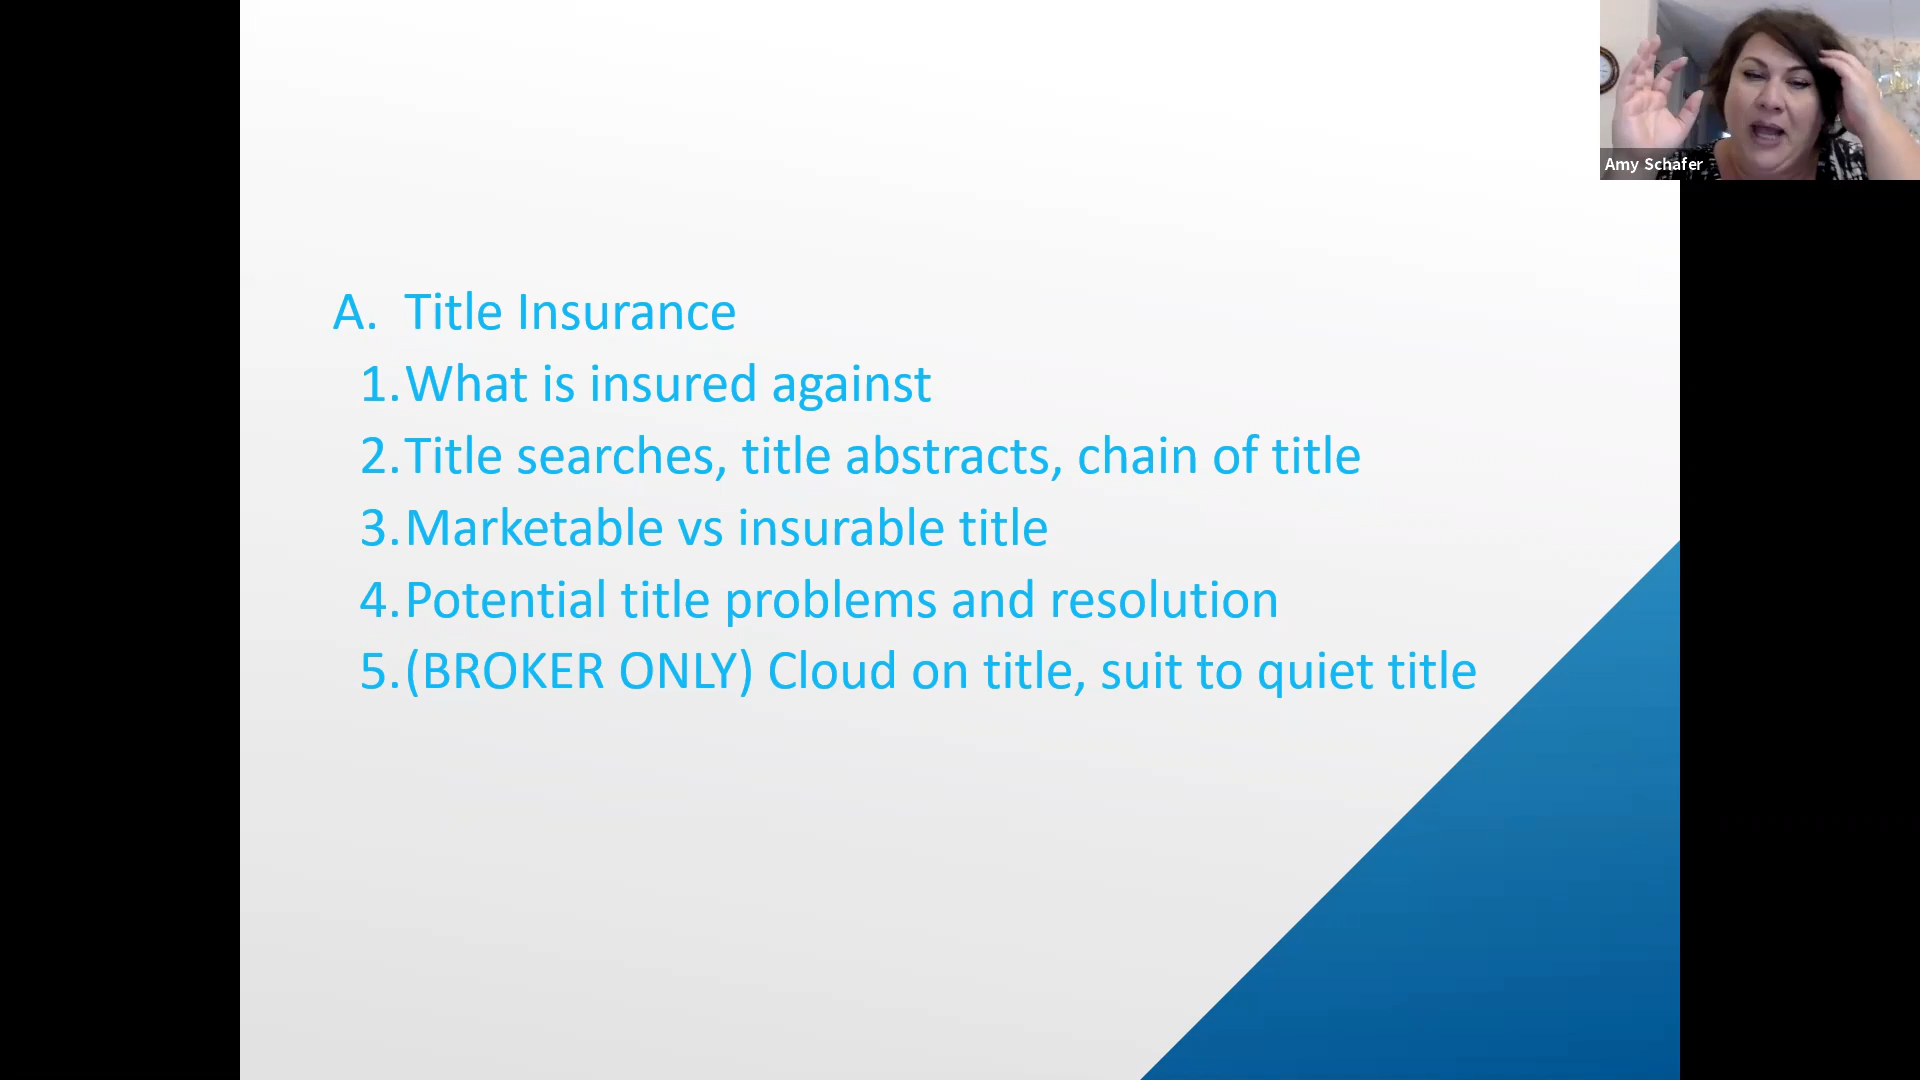 Amy Schafer
A. Title Insurance
1. What is insured against
2. Title searches, title abstracts, chain of title
3. Marketable vs insurable title
4. Potential title problems and resolution
5. (BROKER ONLY) Cloud on title, suit to quiet title